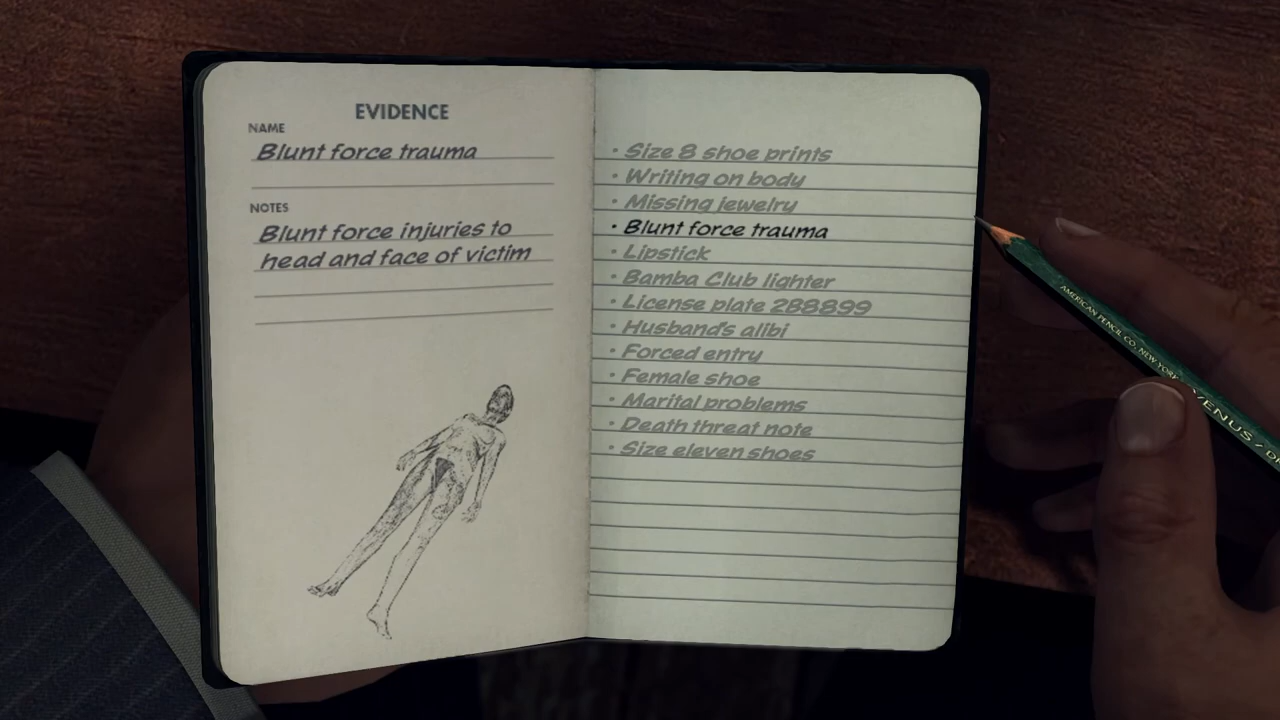 EVIDENCE
NAME
Blunt force trauma
NOTES
Blunt force injuries to
head and face of victim
• Size 8 shoe prints
• Writing on body
• Missing jewelry
• Blunt force trauma
• Lipstick
• Bamba Club lighter
• License plate 2B8899
• Husband's alibi
• Forced entry
• Female shoe
• Marital problems
• Death threat note
• Size eleven shoes
AMERICAN PENCIL CO. NEW YORK
VENUS